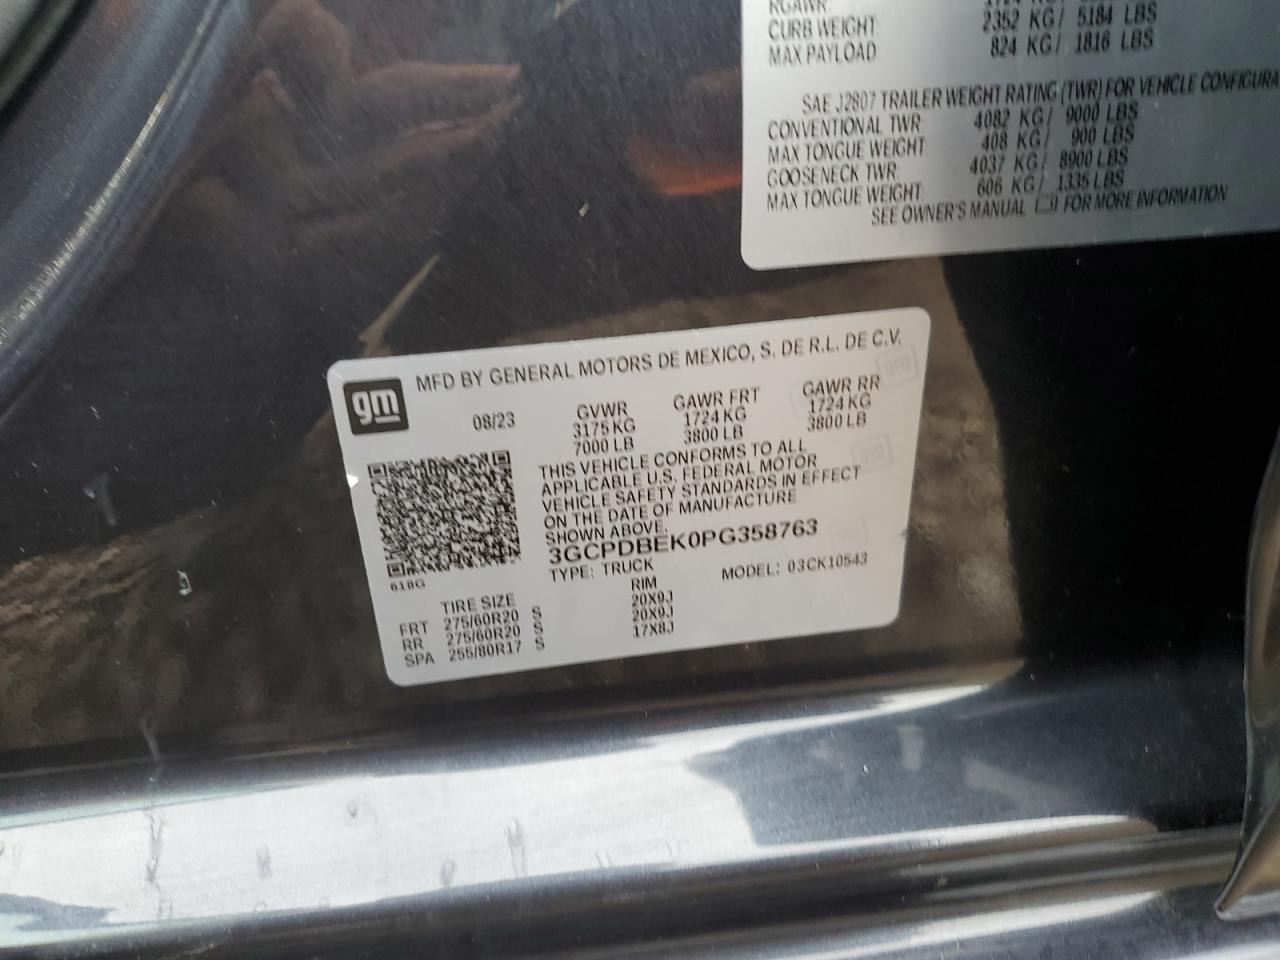 RGAWR:
CURB WEIGHT: 2352 KG/ 5184 LBS
MAX PAYLOAD 824 KG/ 1816 LBS
SAE J2807 TRAILER WEIGHT RATING (TWR) FOR VEHICLE CONFIGURA
CONVENTIONAL TWR: 4082 KG/ 9000 LBS
MAX TONGUE WEIGHT: 408 KG/ 900 LBS
GOOSENECK TWR: 4037 KG/ 8900 LBS
MAX TONGUE WEIGHT: 606 KG/ 1335 LBS
SEE OWNER'S MANUAL FOR MORE INFORMATION
gm
MFD BY GENERAL MOTORS DE MEXICO, S. DE R.L. DE C.V.
08/23 GVWR GAWR FRT GAWR RR
3175 KG 1724 KG 1724 KG
7000 LB 3800 LB 3800 LB
THIS VEHICLE CONFORMS TO ALL
APPLICABLE U.S. FEDERAL MOTOR
VEHICLE SAFETY STANDARDS IN EFFECT
ON THE DATE OF MANUFACTURE
SHOWN ABOVE.
3GCPDBEK0PG358763
TYPE: TRUCK MODEL: 03CK10543
618G
TIRE SIZE RIM
FRT 275/60R20 S 20X9J
RR 275/60R20 S 20X9J
SPA 255/80R17 S 17X8J